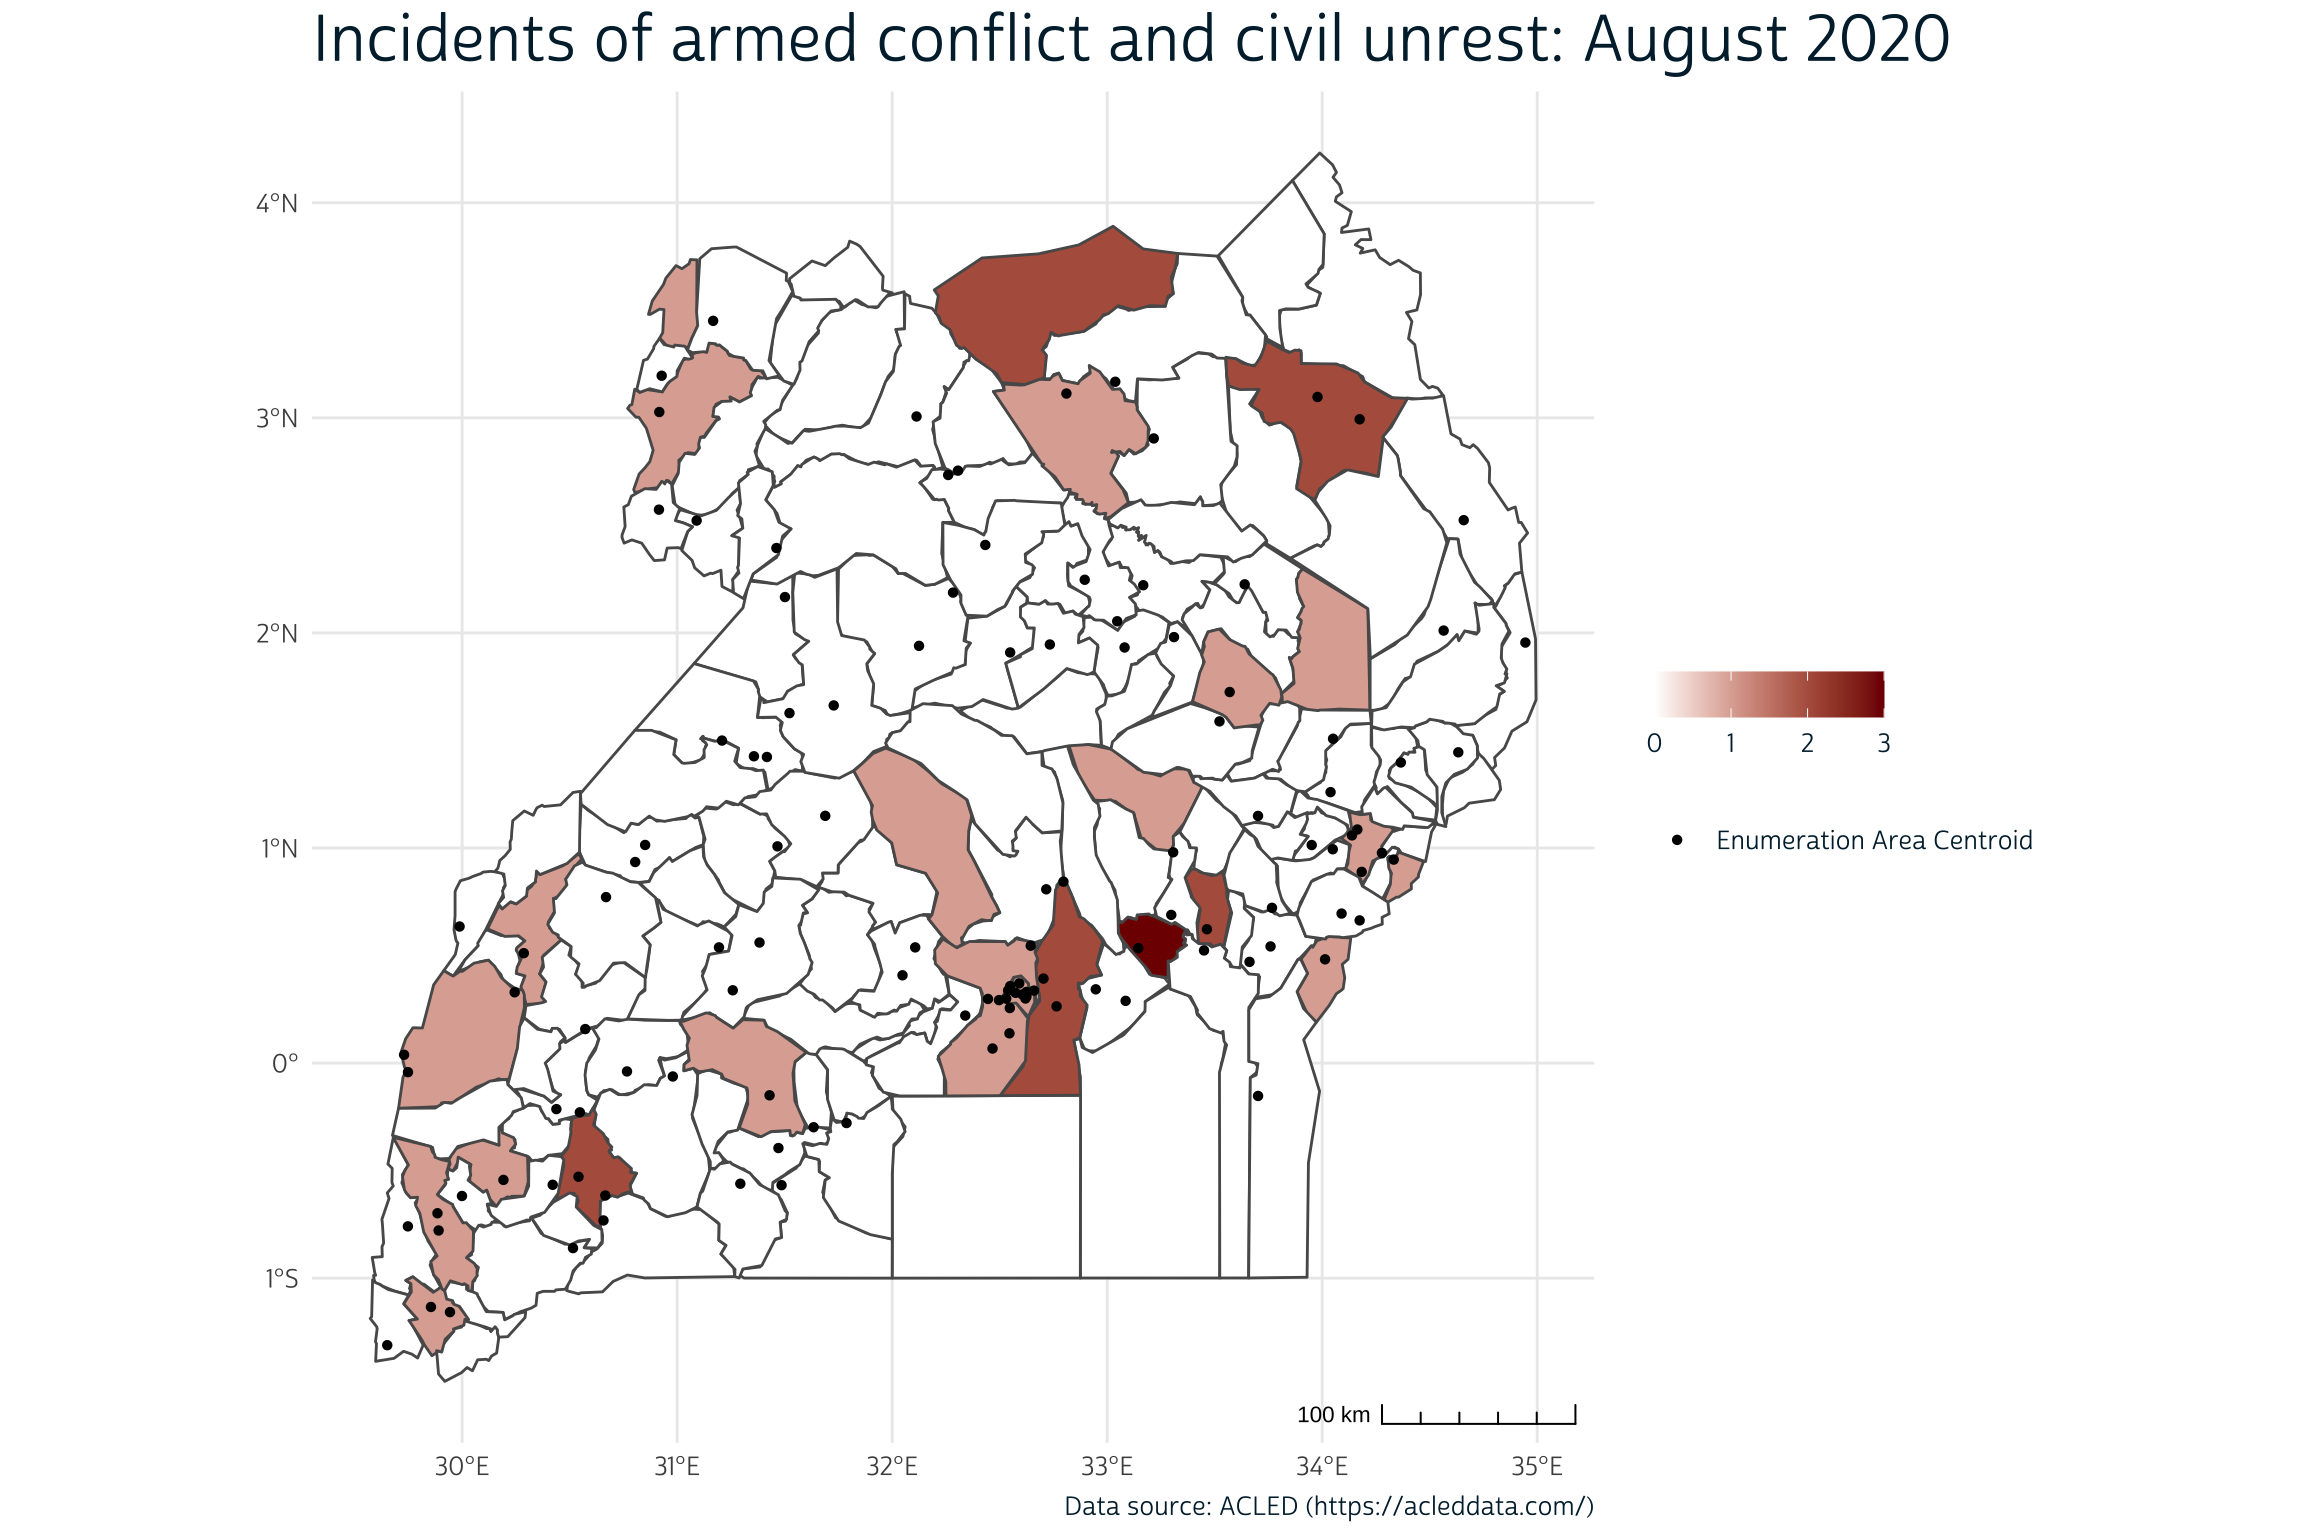 Incidents of armed conflict and civil unrest: August 2020
4°N
3°N
2°N
1°N
0°
1°S
30°E 31°E 32°E 33°E 34°E 35°E
0 1 2 3
Enumeration Area Centroid
100 km
Data source: ACLED (https://acleddata.com/)